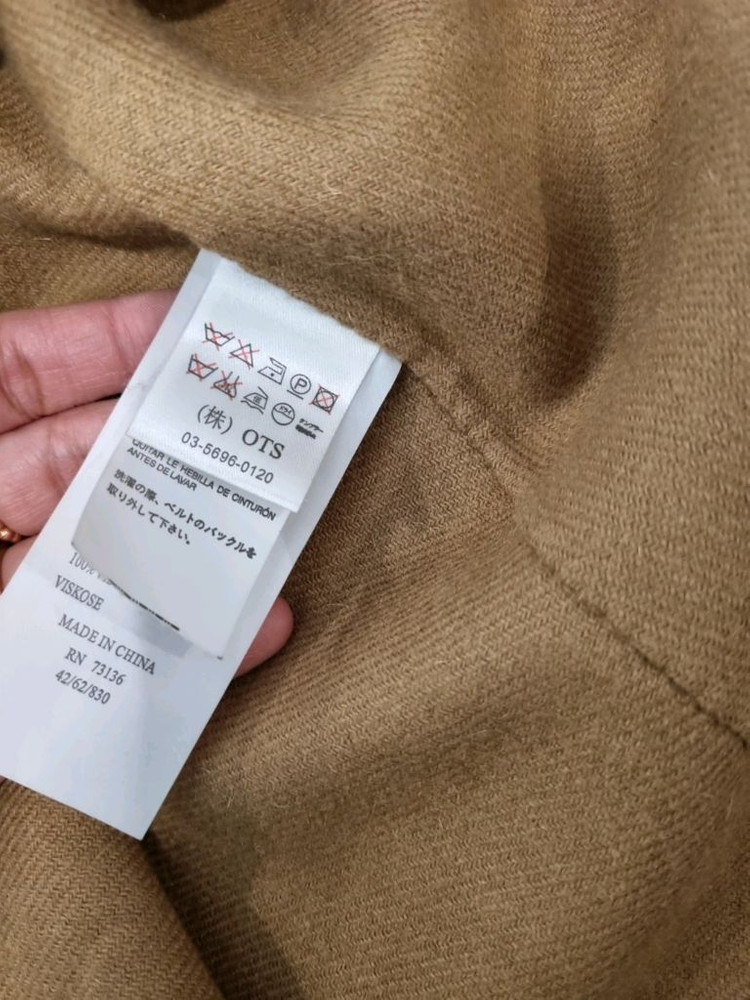 (株) OTS
03-5696-0120
QUITAR LE HEBILLA DE CINTURÓN
ANTES DE LAVAR
洗濯の際、ベルトのバックルを
取り外して下さい。
100%
VISKOSE
MADE IN CHINA
RN 73136
42/62/830